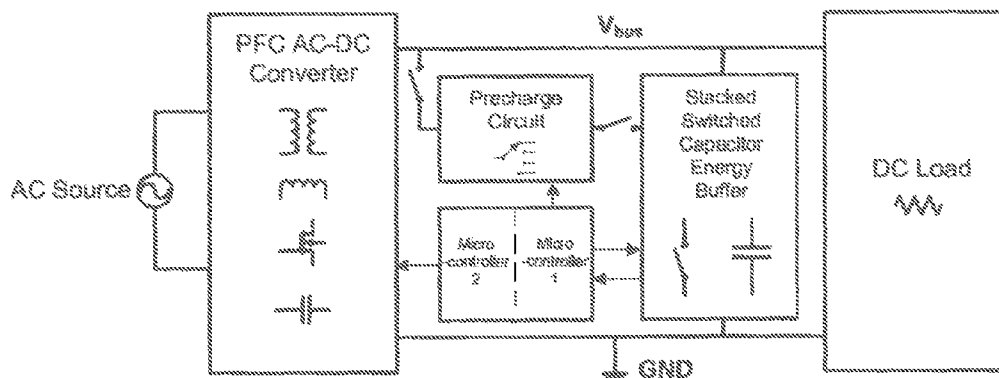 PFC AC-DC
Converter
AC Source
V_bus
Precharge
Circuit
Micro
controller
2
Micro
-controller
1
Stacked
Switched
Capacitor
Energy
Buffer
DC Load
GND